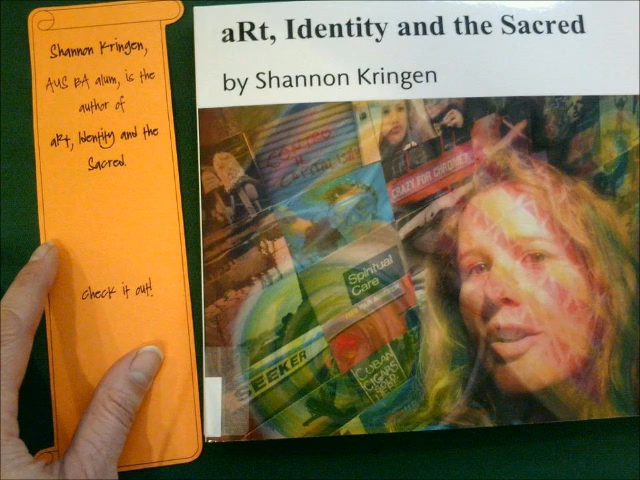 Shannon Kringen,
AUS BA alum, is the
author of
aRt, Identity and the
Sacred.
check it out!
aRt, Identity and the Sacred
by Shannon Kringen
CRAZY FOR CHRONE?
Spiritual
Care
SEEKER
CUBAN
CIGARS